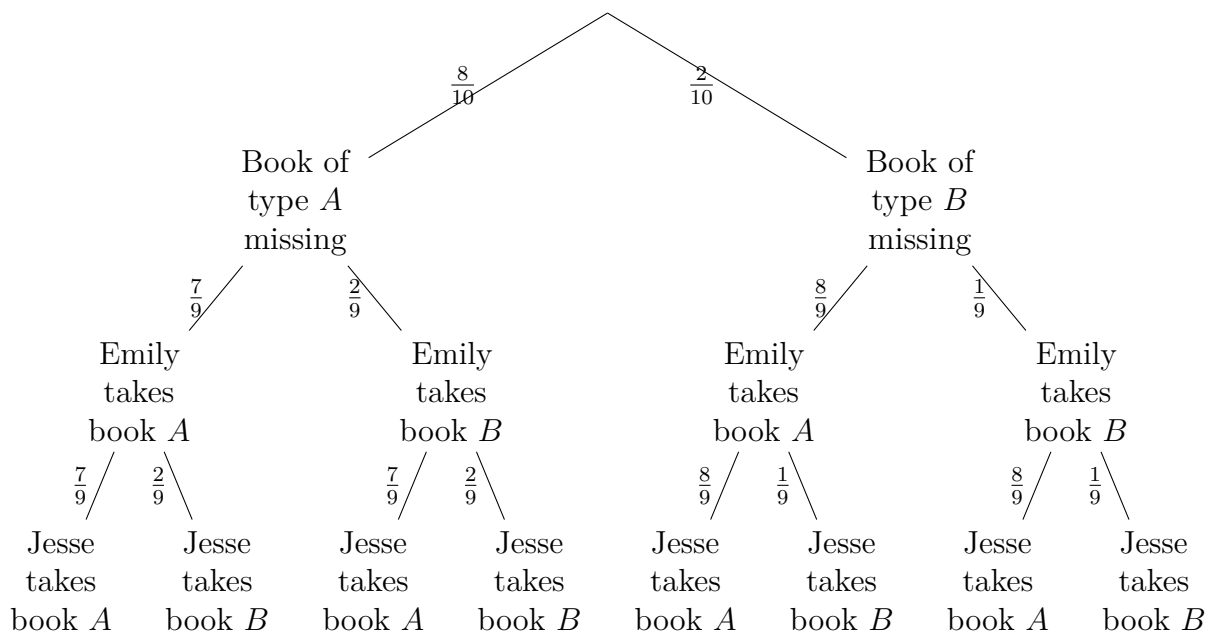 8/10 2/10
Book of Book of
type A type B
missing missing
7/9 2/9 8/9 1/9
Emily Emily Emily Emily
takes takes takes takes
book A book B book A book B
7/9 2/9 7/9 2/9 8/9 1/9 8/9 1/9
Jesse Jesse Jesse Jesse Jesse Jesse Jesse Jesse
takes takes takes takes takes takes takes takes
book A book B book A book B book A book B book A book B